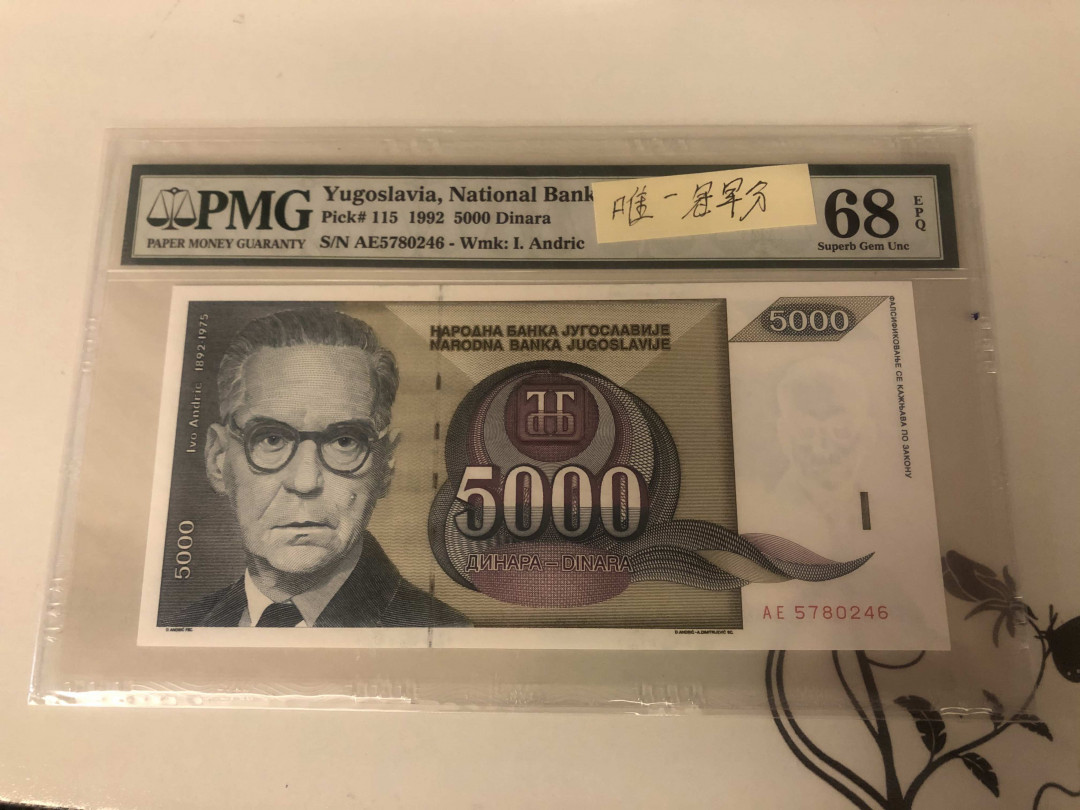 PMG
PAPER MONEY GUARANTY
Yugoslavia, National Bank
Pick# 115 1992 5000 Dinara
S/N AE5780246 - Wmk: I. Andric
唯一冠军分
68
EPQ
Superb Gem Unc
Ivo Andric 1892 1975
5000
НАРОДНА БАНКА ЈУГОСЛАВИЈЕ
NARODNA BANKA JUGOSLAVIJE
5000
ДИНАРА – DINARA
5000
ФАЛСИФИКОВАЊЕ СЕ КАЖЊАВА ПО ЗАКОНУ
AE 5780246